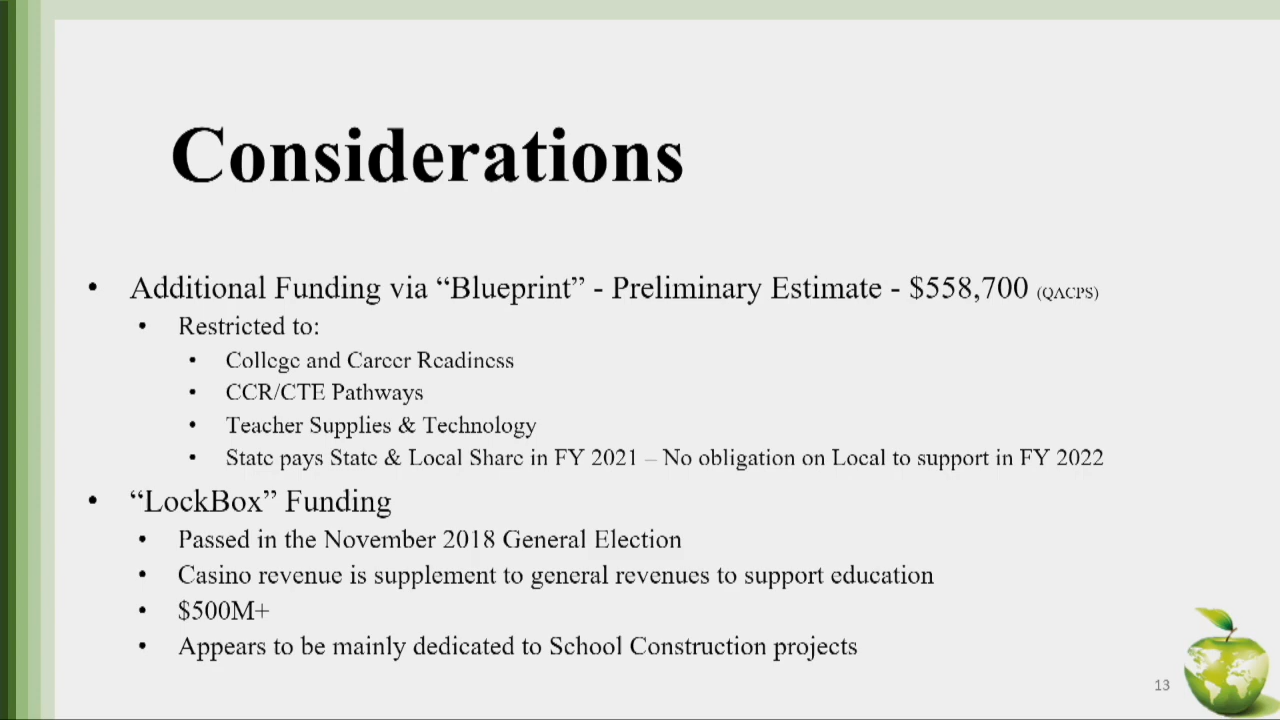 Considerations
• Additional Funding via “Blueprint” - Preliminary Estimate - $558,700 (QACPS)
• Restricted to:
• College and Career Readiness
• CCR/CTE Pathways
• Teacher Supplies & Technology
• State pays State & Local Share in FY 2021 – No obligation on Local to support in FY 2022
• “LockBox” Funding
• Passed in the November 2018 General Election
• Casino revenue is supplement to general revenues to support education
• $500M+
• Appears to be mainly dedicated to School Construction projects
13